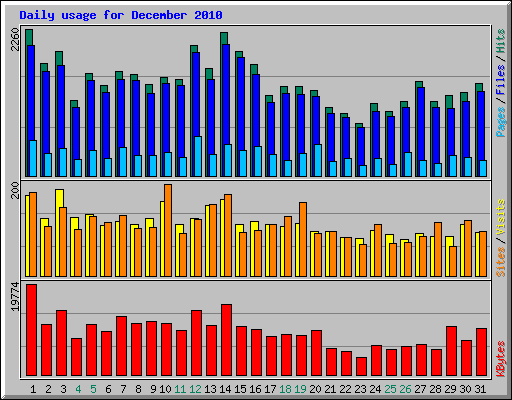 Daily usage for December 2010
2260
Pages / Files / Hits
200
Sites / Visits
19774
KBytes
1 2 3 4 5 6 7 8 9 10 11 12 13 14 15 16 17 18 19 20 21 22 23 24 25 26 27 28 29 30 31